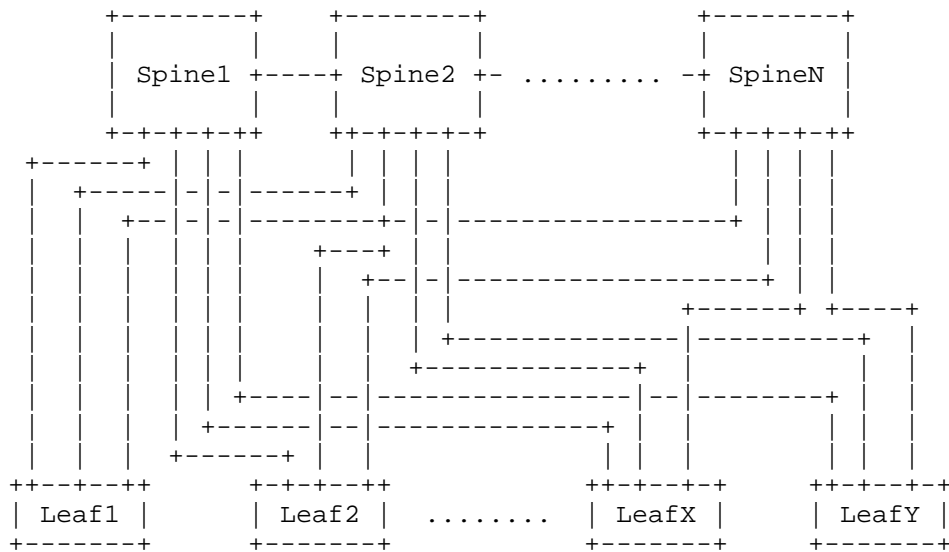 Spine1 Spine2 ......... SpineN
Leaf1 Leaf2 ........ LeafX LeafY